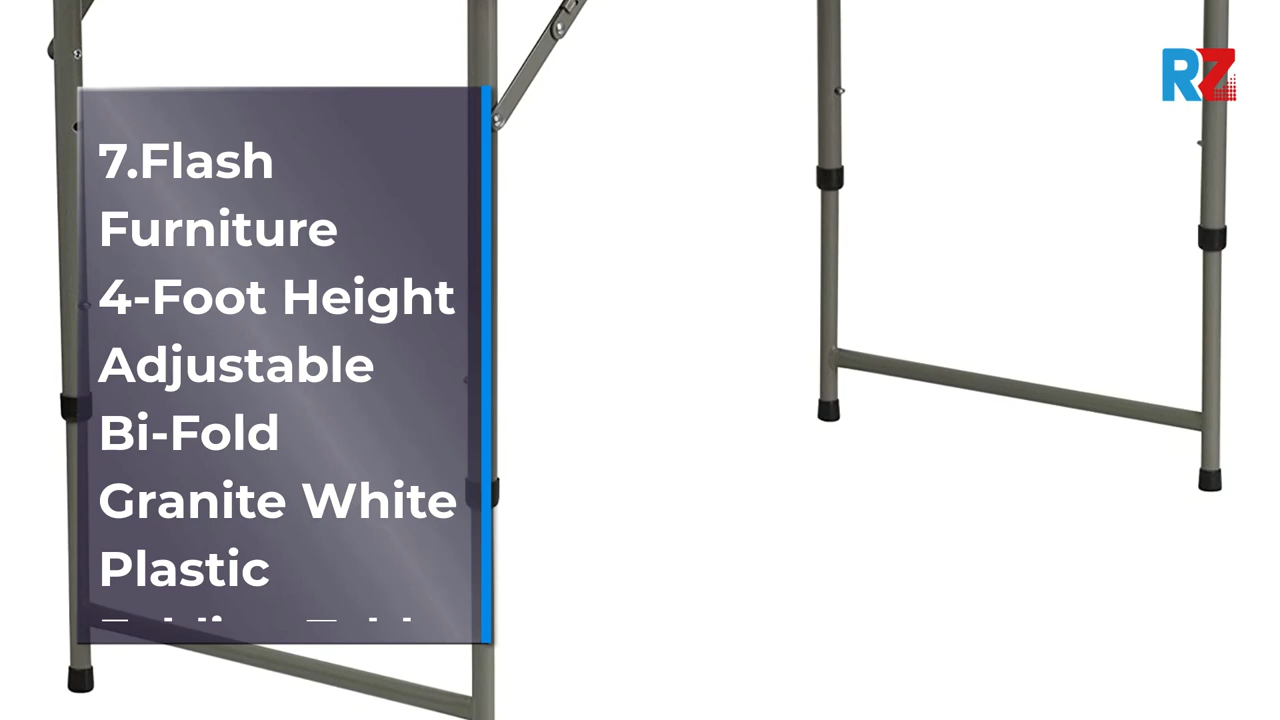 RZ
7.Flash
Furniture
4-Foot Height
Adjustable
Bi-Fold
Granite White
Plastic